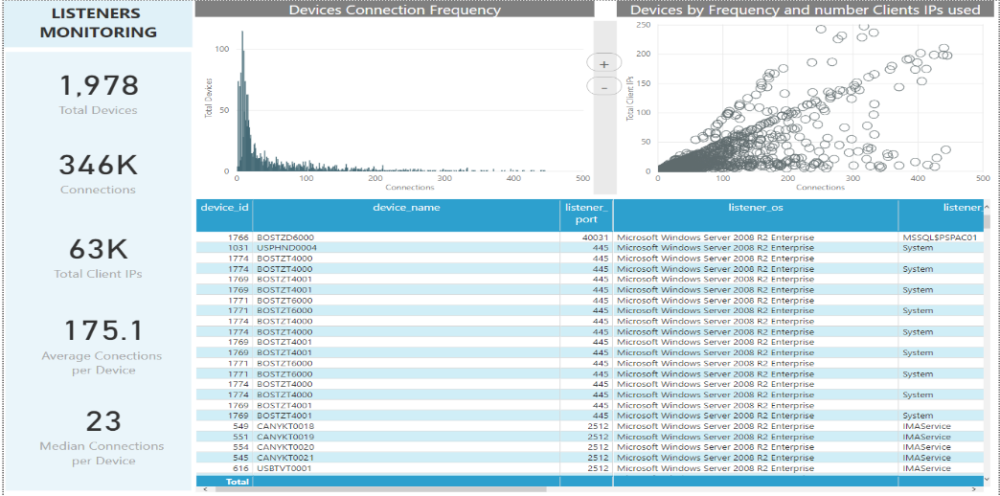 LISTENERS
MONITORING
1,978
Total Devices
346K
Connections
63K
Total Client IPs
175.1
Average Conections
per Device
23
Median Connections
per Device
Devices Connection Frequency
Total Devices
100
50
0
0 100 200 300 400 500
Connections
+
-
Devices by Frequency and number Clients IPs used
Total Client IPs
250
200
150
100
50
0
0 100 200 300 400 500
Connections
device_id device_name listener_port listener_os listener_
1766 BOSTZD6000 40031 Microsoft Windows Server 2008 R2 Enterprise MSSQL$PSPAC01
1031 USPHND0004 445 Microsoft Windows Server 2008 R2 Enterprise System
1774 BOSTZT4000 445 Microsoft Windows Server 2008 R2 Enterprise
1774 BOSTZT4000 445 Microsoft Windows Server 2008 R2 Enterprise System
1769 BOSTZT4001 445 Microsoft Windows Server 2008 R2 Enterprise
1769 BOSTZT4001 445 Microsoft Windows Server 2008 R2 Enterprise System
1771 BOSTZT6000 445 Microsoft Windows Server 2008 R2 Enterprise
1771 BOSTZT6000 445 Microsoft Windows Server 2008 R2 Enterprise System
1774 BOSTZT4000 445 Microsoft Windows Server 2008 R2 Enterprise
1774 BOSTZT4000 445 Microsoft Windows Server 2008 R2 Enterprise System
1769 BOSTZT4001 445 Microsoft Windows Server 2008 R2 Enterprise
1769 BOSTZT4001 445 Microsoft Windows Server 2008 R2 Enterprise System
1771 BOSTZT6000 445 Microsoft Windows Server 2008 R2 Enterprise
1771 BOSTZT6000 445 Microsoft Windows Server 2008 R2 Enterprise System
1774 BOSTZT4000 445 Microsoft Windows Server 2008 R2 Enterprise
1774 BOSTZT4000 445 Microsoft Windows Server 2008 R2 Enterprise System
1769 BOSTZT4001 445 Microsoft Windows Server 2008 R2 Enterprise
1769 BOSTZT4001 445 Microsoft Windows Server 2008 R2 Enterprise System
549 CANYKT0018 2512 Microsoft Windows Server 2008 R2 Enterprise IMAService
551 CANYKT0019 2512 Microsoft Windows Server 2008 R2 Enterprise IMAService
554 CANYKT0020 2512 Microsoft Windows Server 2008 R2 Enterprise IMAService
545 CANYKT0021 2512 Microsoft Windows Server 2008 R2 Enterprise IMAService
616 USBTVT0001 2512 Microsoft Windows Server 2008 R2 Enterprise IMAService
Total